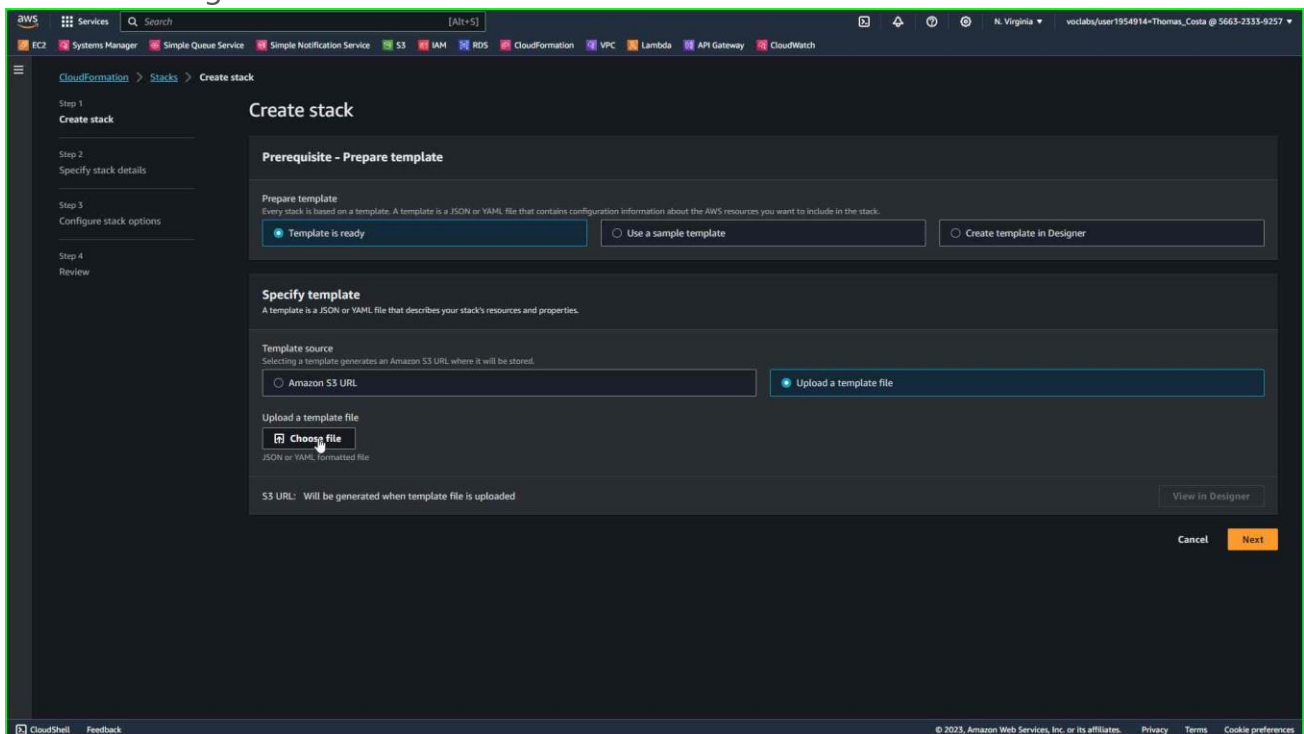 aws Services Search [Alt+S] N. Virginia ▼ voclabs/user1954914=Thomas_Costa @ 5663-2333-9257 ▼
EC2 Systems Manager Simple Queue Service Simple Notification Service S3 IAM RDS CloudFormation VPC Lambda API Gateway CloudWatch
CloudFormation > Stacks > Create stack
Step 1
Create stack
Step 2
Specify stack details
Step 3
Configure stack options
Step 4
Review
Create stack
Prerequisite - Prepare template
Prepare template
Every stack is based on a template. A template is a JSON or YAML file that contains configuration information about the AWS resources you want to include in the stack.
Template is ready Use a sample template Create template in Designer
Specify template
A template is a JSON or YAML file that describes your stack's resources and properties.
Template source
Selecting a template generates an Amazon S3 URL where it will be stored.
Amazon S3 URL Upload a template file
Upload a template file
Choose file
JSON or YAML formatted file
S3 URL: Will be generated when template file is uploaded View in Designer
Cancel Next
CloudShell Feedback © 2023, Amazon Web Services, Inc. or its affiliates. Privacy Terms Cookie preferences